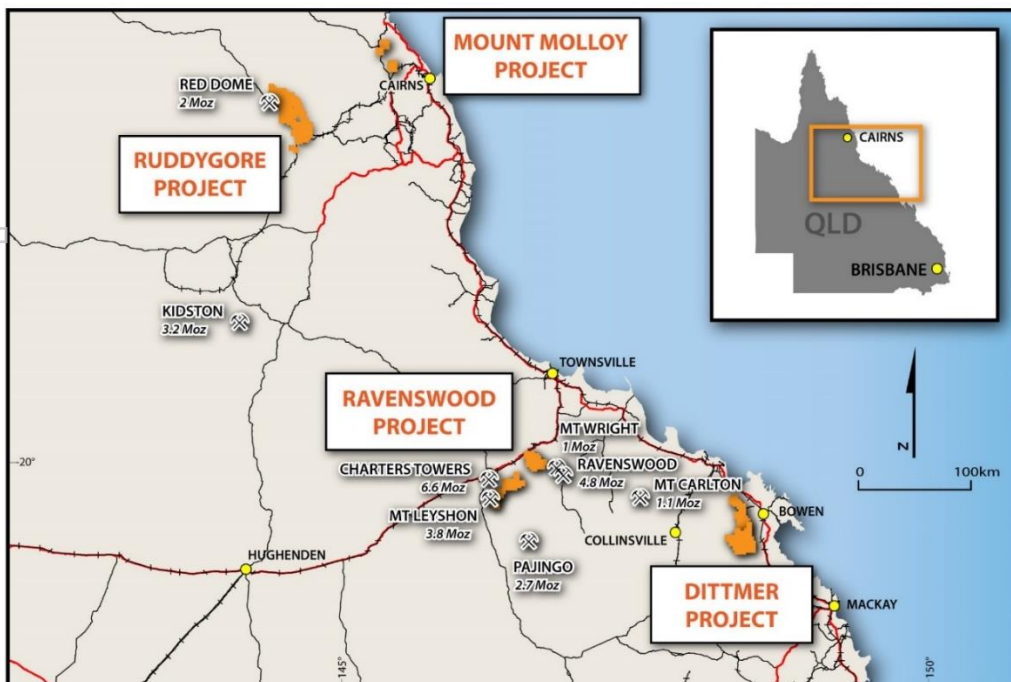 MOUNT MOLLOY
PROJECT
RED DOME
2 Moz
CAIRNS
RUDDYGORE
PROJECT
CAIRNS
QLD
BRISBANE
KIDSTON
3.2 Moz
TOWNSVILLE
RAVENSWOOD
PROJECT
MT WRIGHT
1 Moz
N
-20°
CHARTERS TOWERS
6.6 Moz
RAVENSWOOD
4.8 Moz
MT CARLTON
1.1 Moz
0 100km
MT LEYSHON
3.8 Moz
BOWEN
COLLINSVILLE
HUGHENDEN
PAJINGO
2.7 Moz
DITTMER
PROJECT
MACKAY
145°
150°